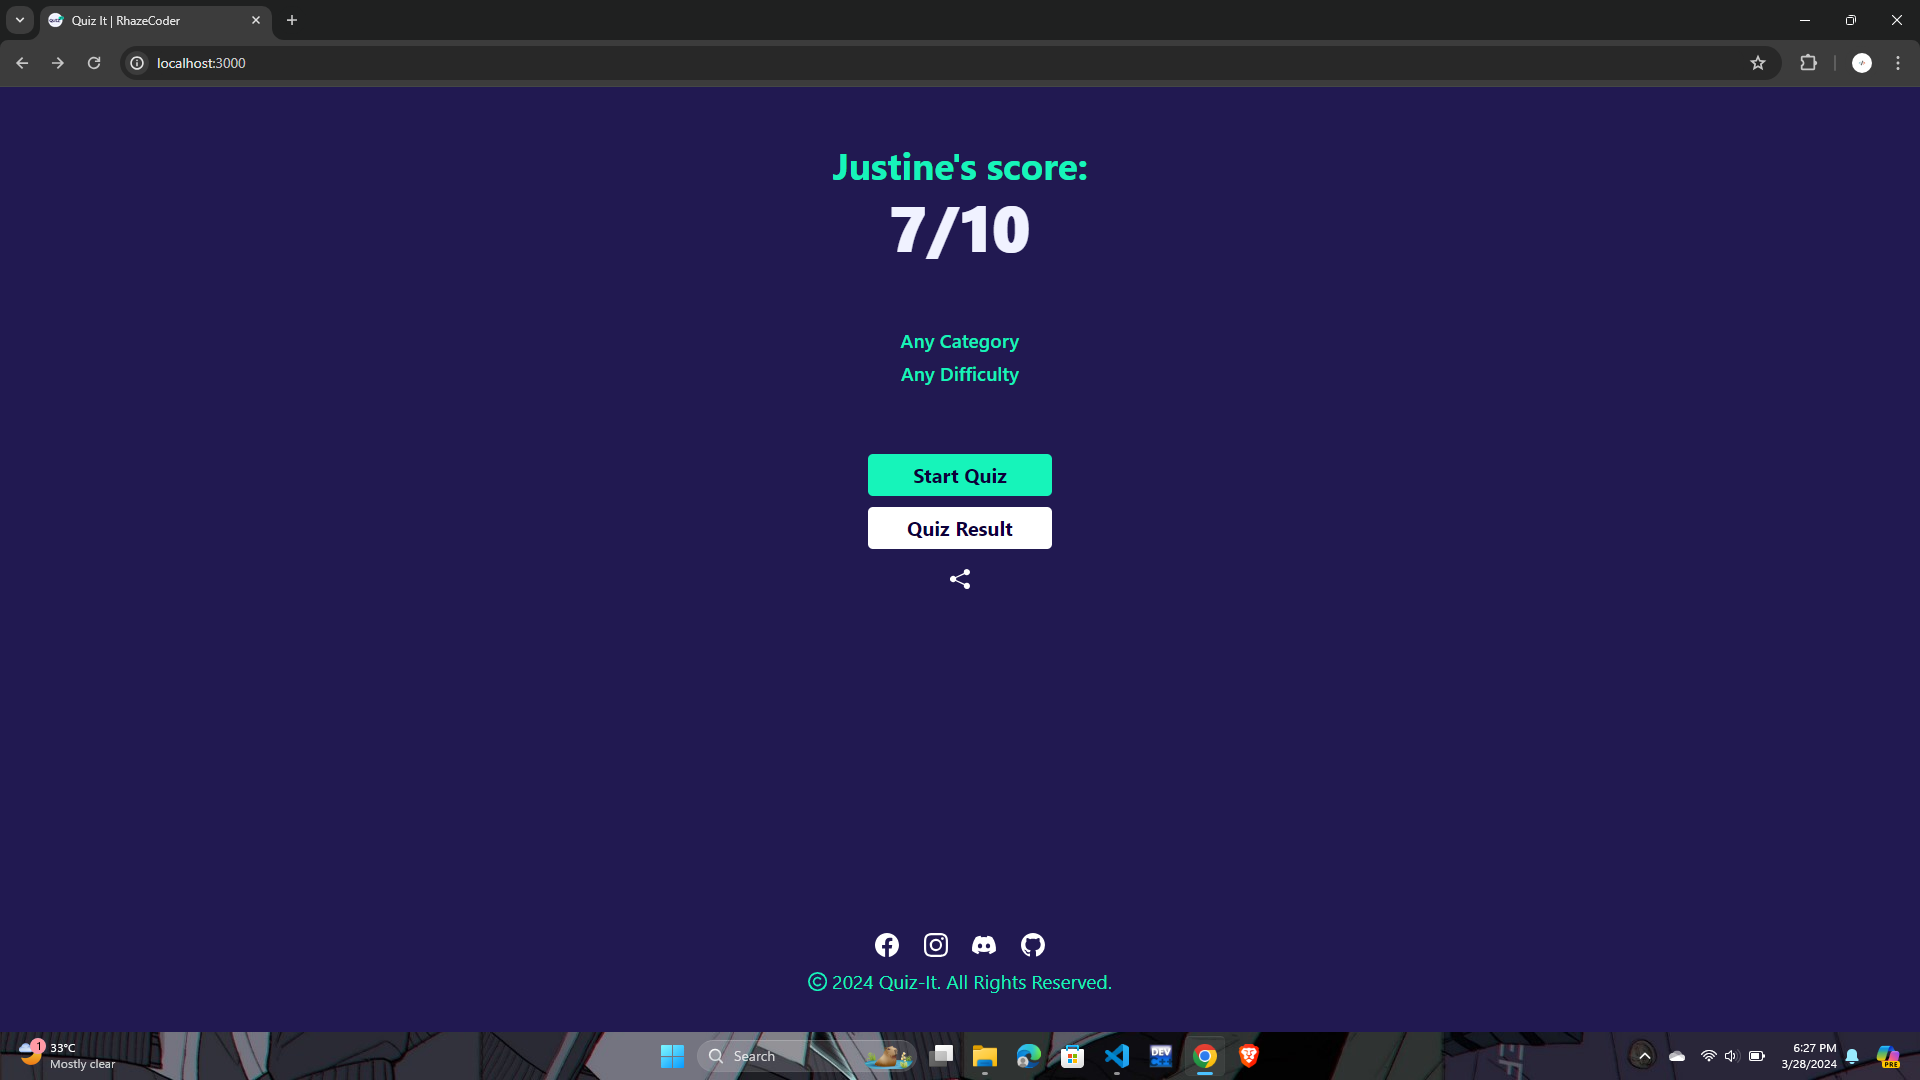 Quiz It | RhazeCoder
localhost:3000
Justine's score:
7/10
Any Category
Any Difficulty
Start Quiz
Quiz Result
© 2024 Quiz-It. All Rights Reserved.
1
33°C
Mostly clear
Search
DEV
PRE
6:27 PM
3/28/2024